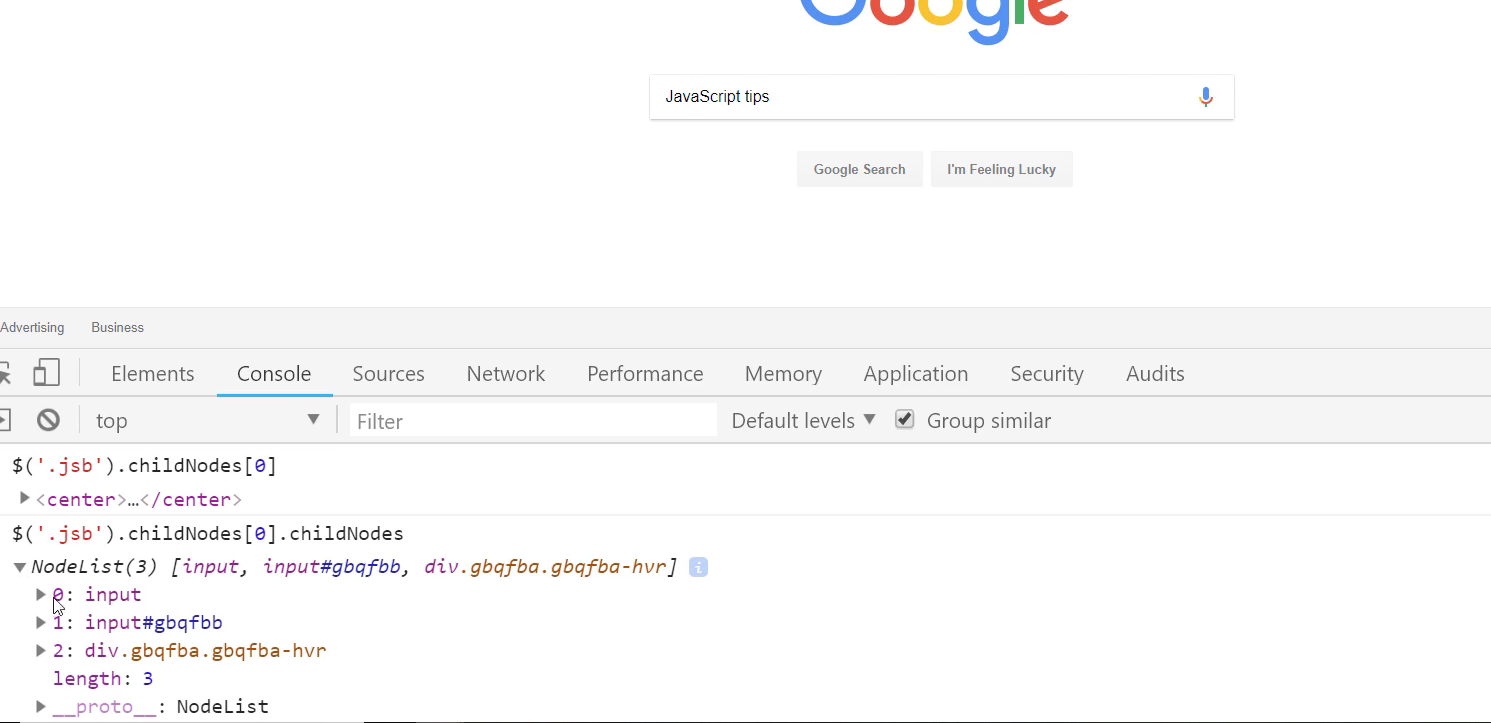 Google
JavaScript tips
Google Search I'm Feeling Lucky
Advertising Business
Elements Console Sources Network Performance Memory Application Security Audits
top Filter Default levels Group similar
$('.jsb').childNodes[0]
<center>…</center>
$('.jsb').childNodes[0].childNodes
NodeList(3) [input, input#gbqfbb, div.gbqfba.gbqfba-hvr] i
0: input
1: input#gbqfbb
2: div.gbqfba.gbqfba-hvr
length: 3
__proto__: NodeList